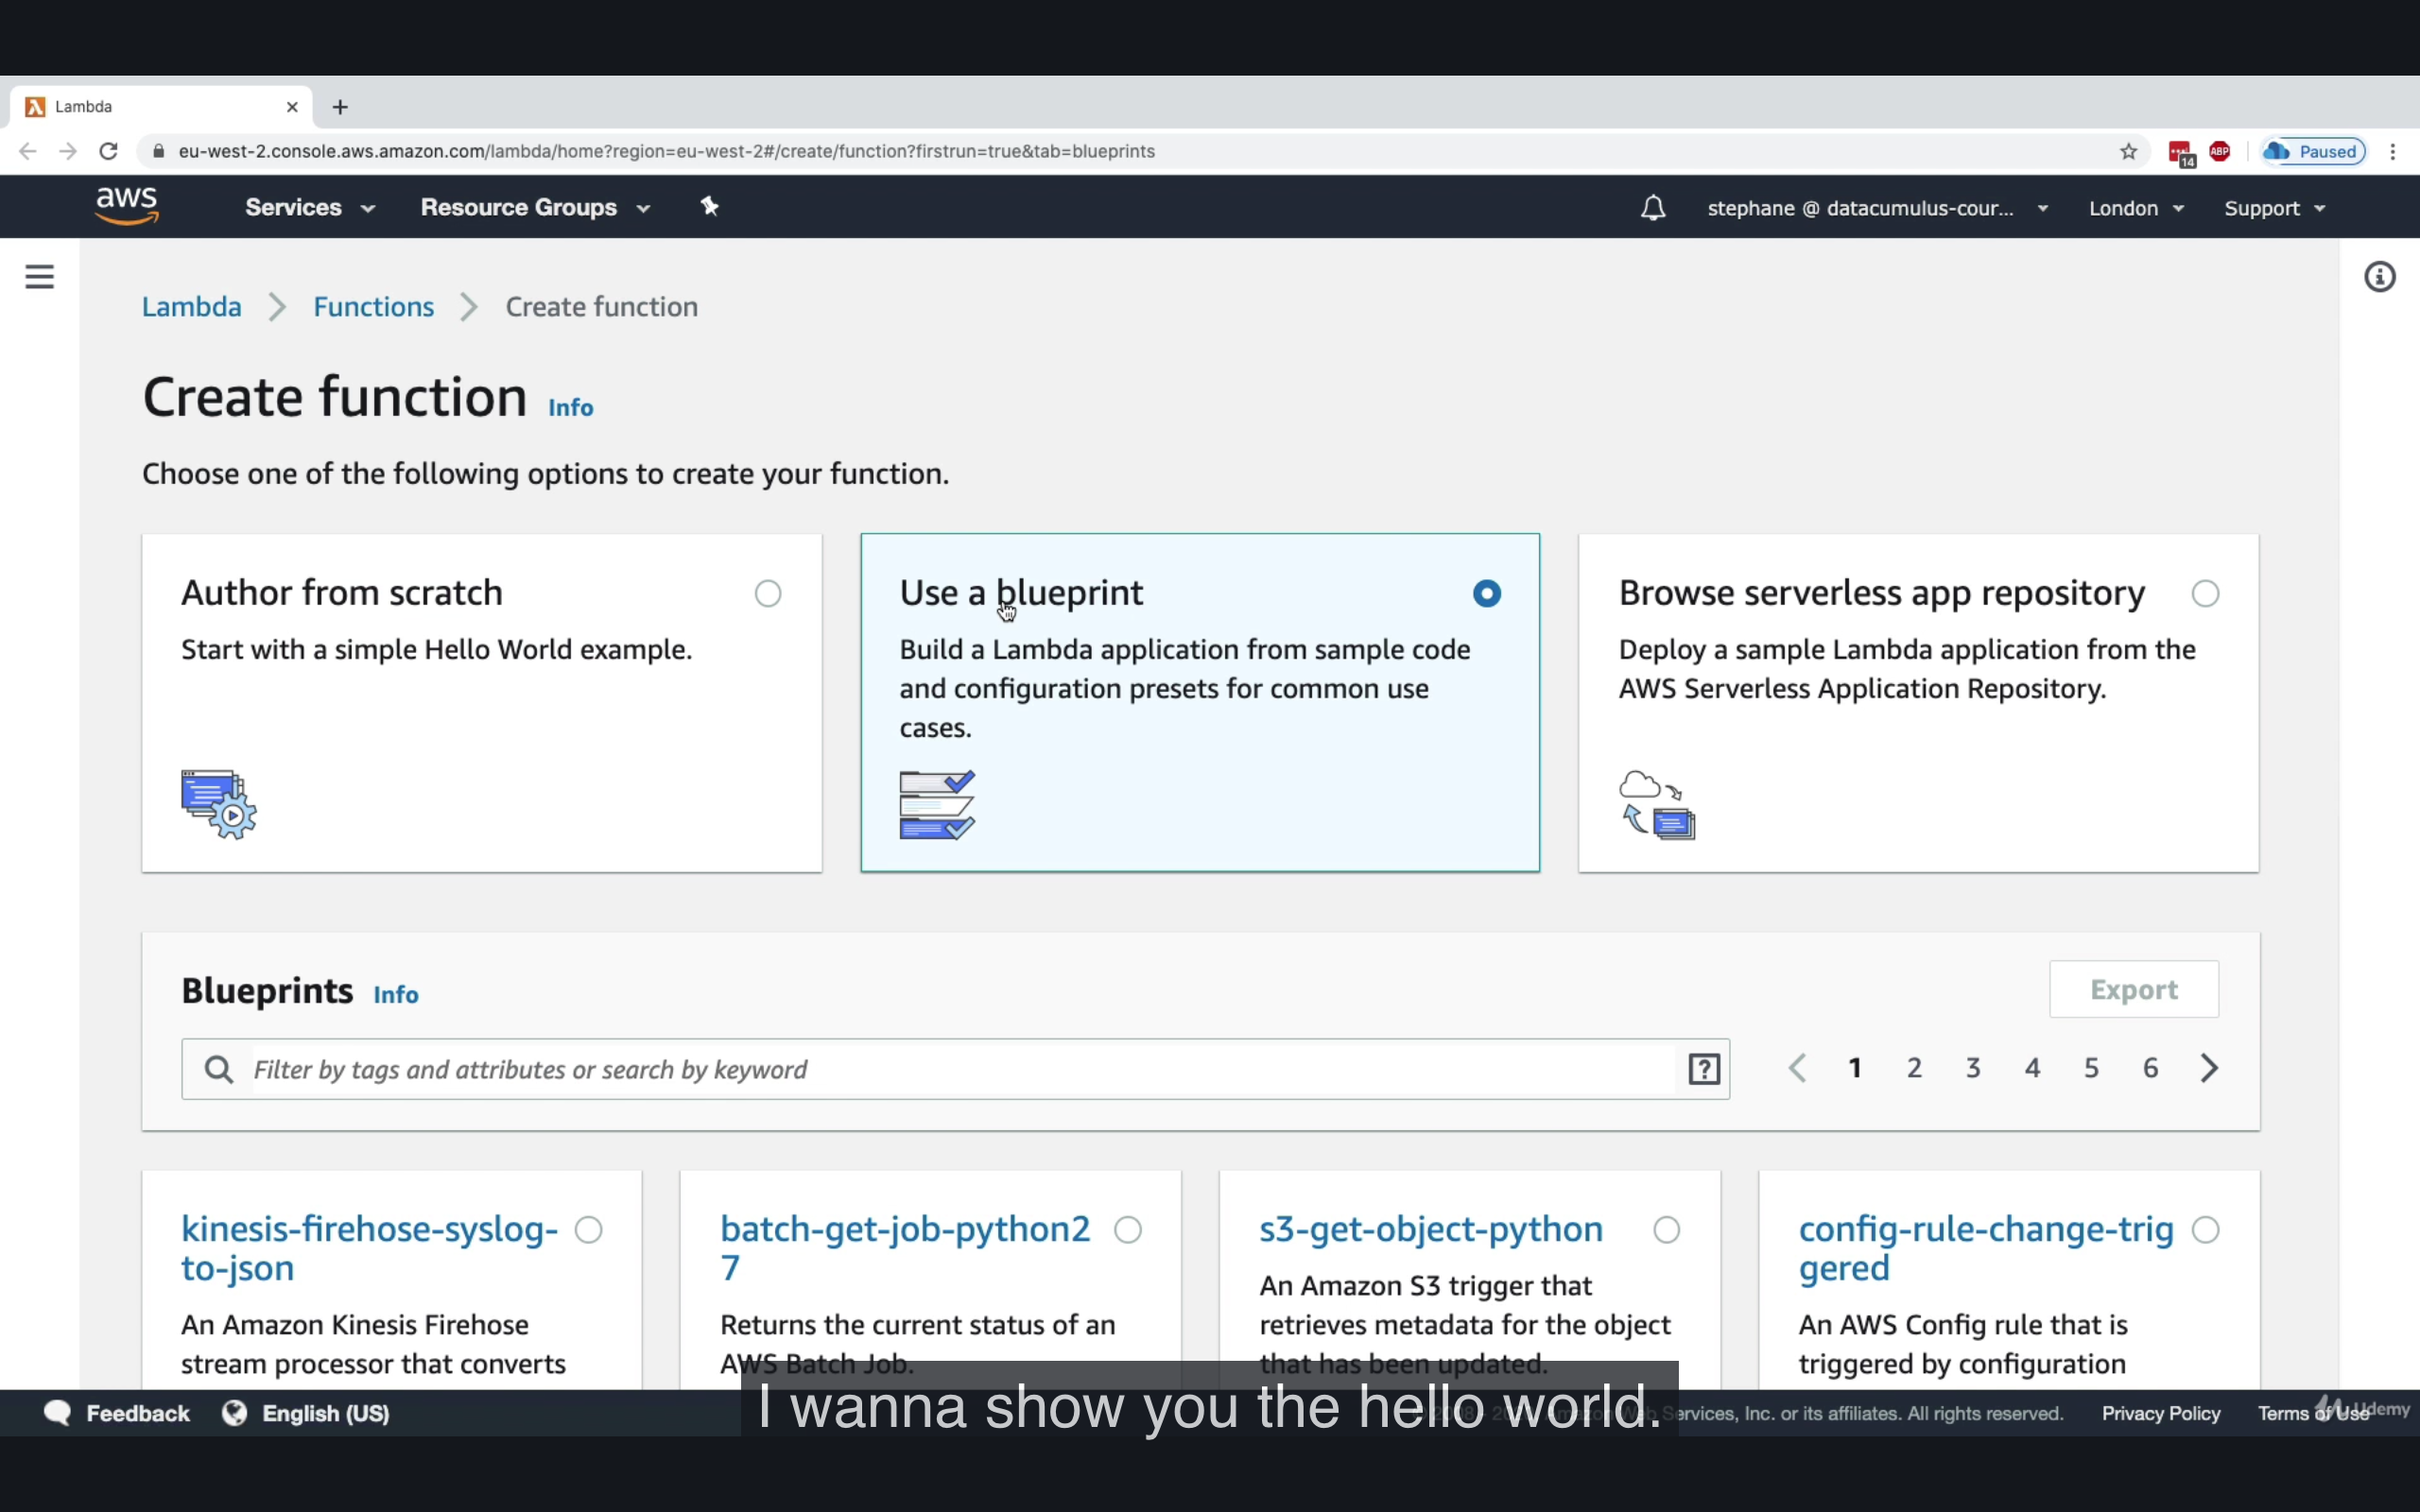 Lambda
eu-west-2.console.aws.amazon.com/lambda/home?region=eu-west-2#/create/function?firstrun=true&tab=blueprints
14
ABP
Paused
aws
Services
Resource Groups
stephane @ datacumulus-cour...
London
Support
Lambda
Functions
Create function
Create function Info
Choose one of the following options to create your function.
Author from scratch
Start with a simple Hello World example.
Use a blueprint
Build a Lambda application from sample code
and configuration presets for common use
cases.
Browse serverless app repository
Deploy a sample Lambda application from the
AWS Serverless Application Repository.
Blueprints Info
Export
Filter by tags and attributes or search by keyword
1 2 3 4 5 6
kinesis-firehose-syslog-
to-json
An Amazon Kinesis Firehose
stream processor that converts
batch-get-job-python2
7
Returns the current status of an
AWS Batch Job.
s3-get-object-python
An Amazon S3 trigger that
retrieves metadata for the object
that has been updated.
config-rule-change-trig
gered
An AWS Config rule that is
triggered by configuration
I wanna show you the hello world.
Feedback
English (US)
Services, Inc. or its affiliates. All rights reserved.
Privacy Policy
Terms of Use
Udemy